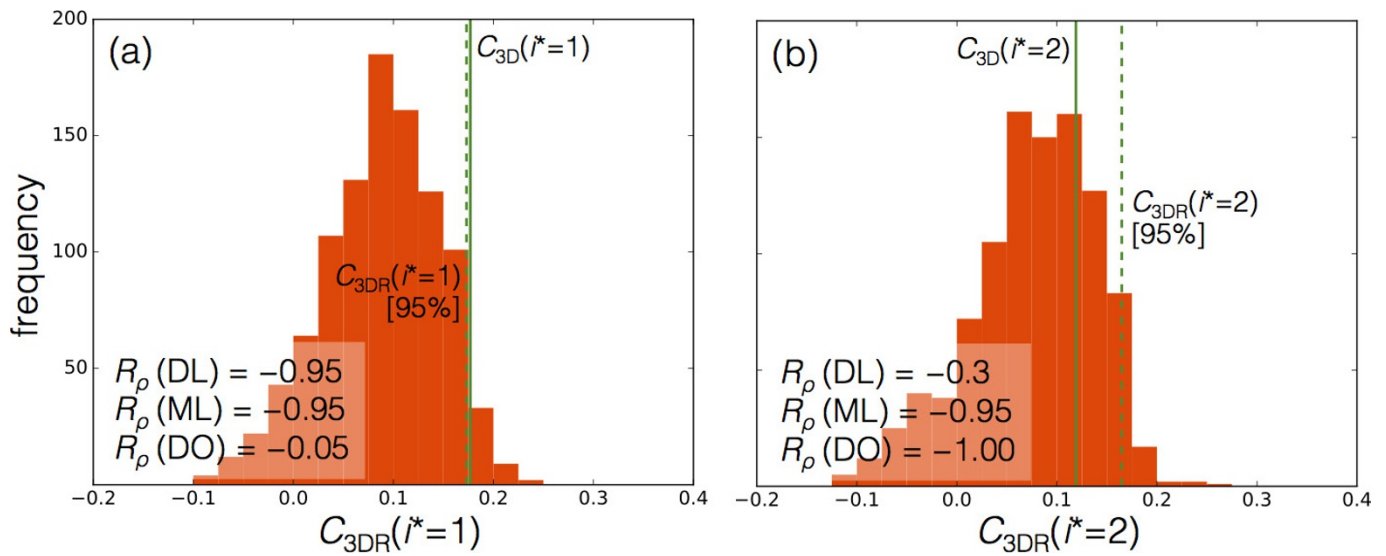 200
150
100
50
frequency
(a)
C3D(i*=1)
C3DR(i*=1)
[95%]
Rρ (DL) = −0.95
Rρ (ML) = −0.95
Rρ (DO) = −0.05
−0.2 −0.1 0.0 0.1 0.2 0.3 0.4
C3DR(i*=1)
(b)
C3D(i*=2)
C3DR(i*=2)
[95%]
Rρ (DL) = −0.3
Rρ (ML) = −0.95
Rρ (DO) = −1.00
−0.2 −0.1 0.0 0.1 0.2 0.3 0.4
C3DR(i*=2)